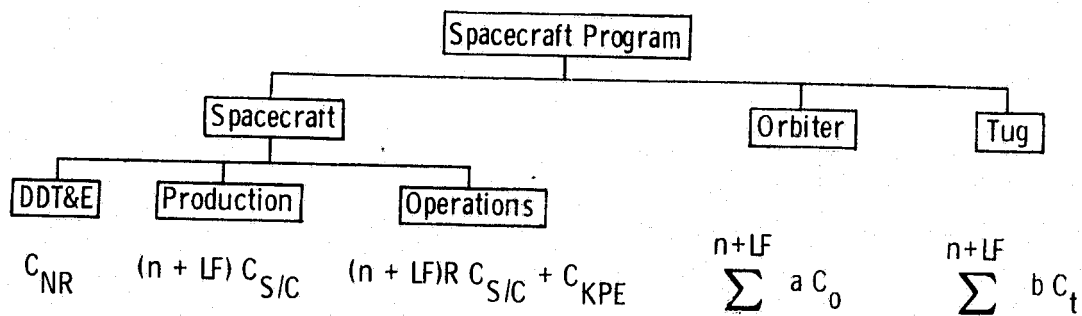 Spacecraft Program
Spacecraft
Orbiter
Tug
DDT&E
Production
Operations
C_NR
(n + LF) C_S/C
(n + LF)R C_S/C + C_KPE
n+LF
∑ a C_o
n+LF
∑ b C_t